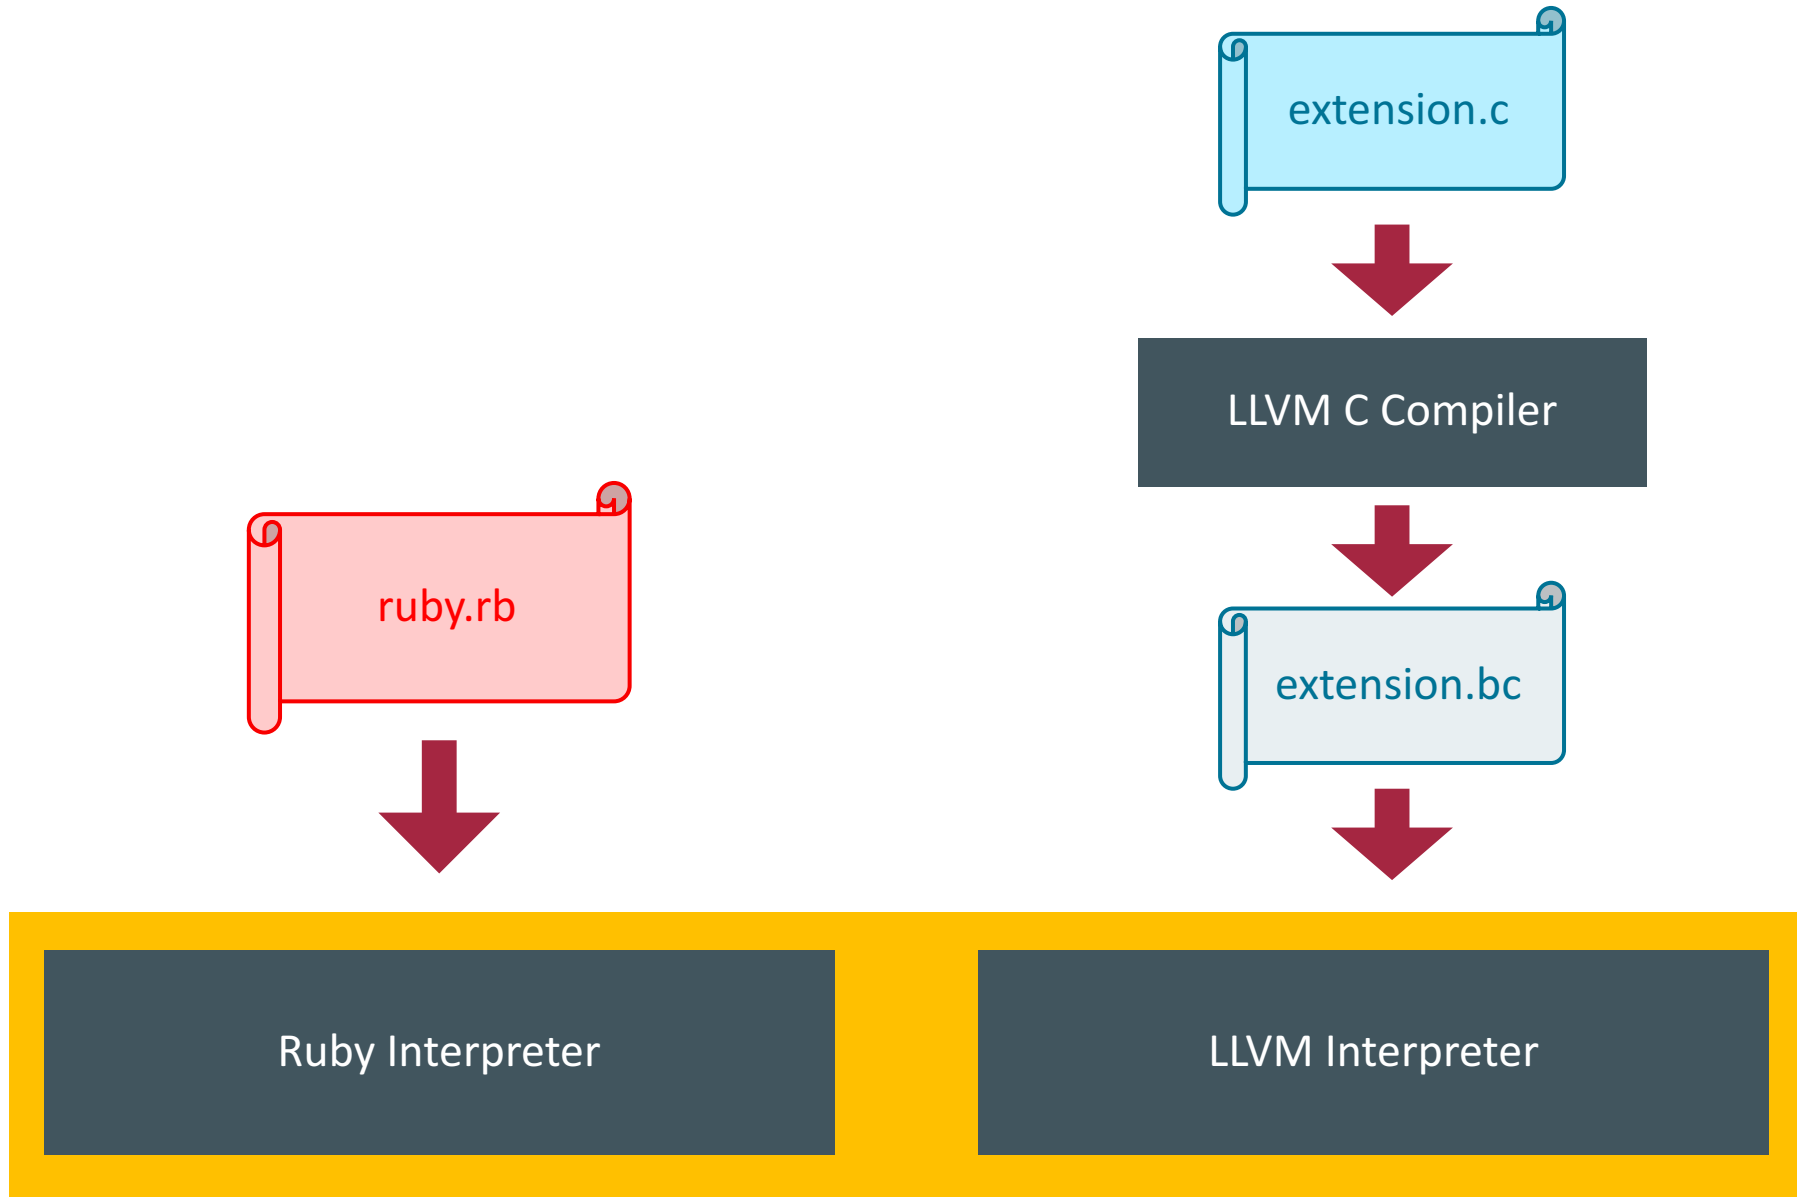 extension.c
LLVM C Compiler
ruby.rb
extension.bc
Ruby Interpreter
LLVM Interpreter